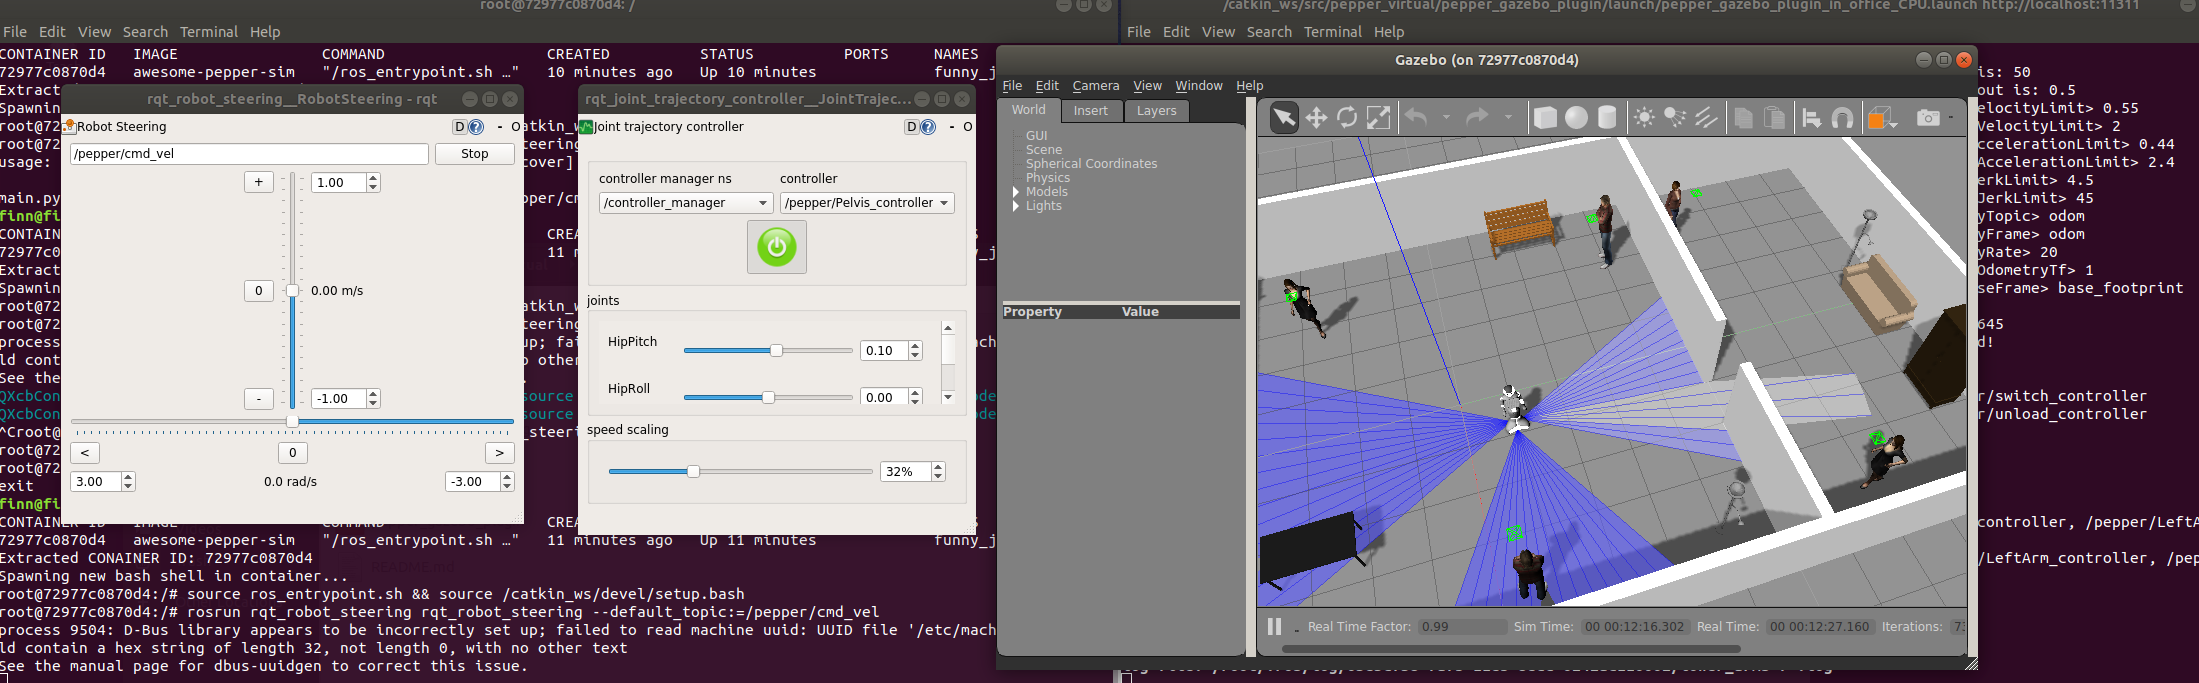 root@72977c0870d4: /
File Edit View Search Terminal Help
CONTAINER ID IMAGE COMMAND CREATED STATUS PORTS NAMES
72977c0870d4 awesome-pepper-sim "/ros_entrypoint.sh …" 10 minutes ago Up 10 minutes funny_j
Extrac
Spawnin
root@72
root@72
usage:
main.py
finn@fi
CONTAIN
72977c0
Extract
Spawnin
root@72
root@72
process
ld cont
See the
QXcbCon
QXcbCon
^Croot@
root@72
root@72
exit
finn@fi
CONTAINER ID IMAGE COMMAND CREA
72977c0870d4 awesome-pepper-sim "/ros_entrypoint.sh …" 11 minutes ago Up 11 minutes funny_j
Extracted CONAINER ID: 72977c0870d4
Spawning new bash shell in container...
root@72977c0870d4:/# source ros_entrypoint.sh && source /catkin_ws/devel/setup.bash
root@72977c0870d4:/# rosrun rqt_robot_steering rqt_robot_steering --default_topic:=/pepper/cmd_vel
process 9504: D-Bus library appears to be incorrectly set up; failed to read machine uuid: UUID file '/etc/mach
ld contain a hex string of length 32, not length 0, with no other text
See the manual page for dbus-uuidgen to correct this issue.
rqt_robot_steering__RobotSteering - rqt
Robot Steering
D ? - O
/pepper/cmd_vel Stop
+ 1.00
0 0.00 m/s
- -1.00
< 0 >
3.00 0.0 rad/s -3.00
rqt_joint_trajectory_controller__JointTrajec...
Joint trajectory controller
D ? - O
controller manager ns controller
/controller_manager /pepper/Pelvis_controller
joints
HipPitch 0.10
HipRoll 0.00
speed scaling
32%
/catkin_ws/src/pepper_virtual/pepper_gazebo_plugin/launch/pepper_gazebo_plugin_in_office_CPU.launch http://localhost:11311
File Edit View Search Terminal Help
Gazebo (on 72977c0870d4)
File Edit Camera View Window Help
World Insert Layers
GUI
Scene
Spherical Coordinates
Physics
Models
Lights
Property Value
Real Time Factor: 0.99 Sim Time: 00 00:12:16.302 Real Time: 00 00:12:27.160 Iterations: 73
is: 50
out is: 0.5
elocityLimit> 0.55
VelocityLimit> 2
ccelerationLimit> 0.44
AccelerationLimit> 2.4
erkLimit> 4.5
JerkLimit> 45
yTopic> odom
yFrame> odom
yRate> 20
OdometryTf> 1
seFrame> base_footprint
645
d!
r/switch_controller
r/unload_controller
controller, /pepper/LeftA
/LeftArm_controller, /pep